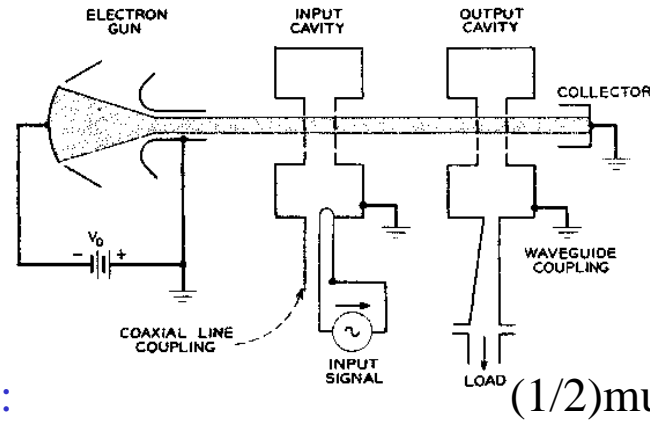 ELECTRON
GUN
INPUT
CAVITY
OUTPUT
CAVITY
COLLECTOR
V₀
- +
WAVEGUIDE
COUPLING
COAXIAL LINE
COUPLING
INPUT
SIGNAL
LOAD
: (1/2)mu